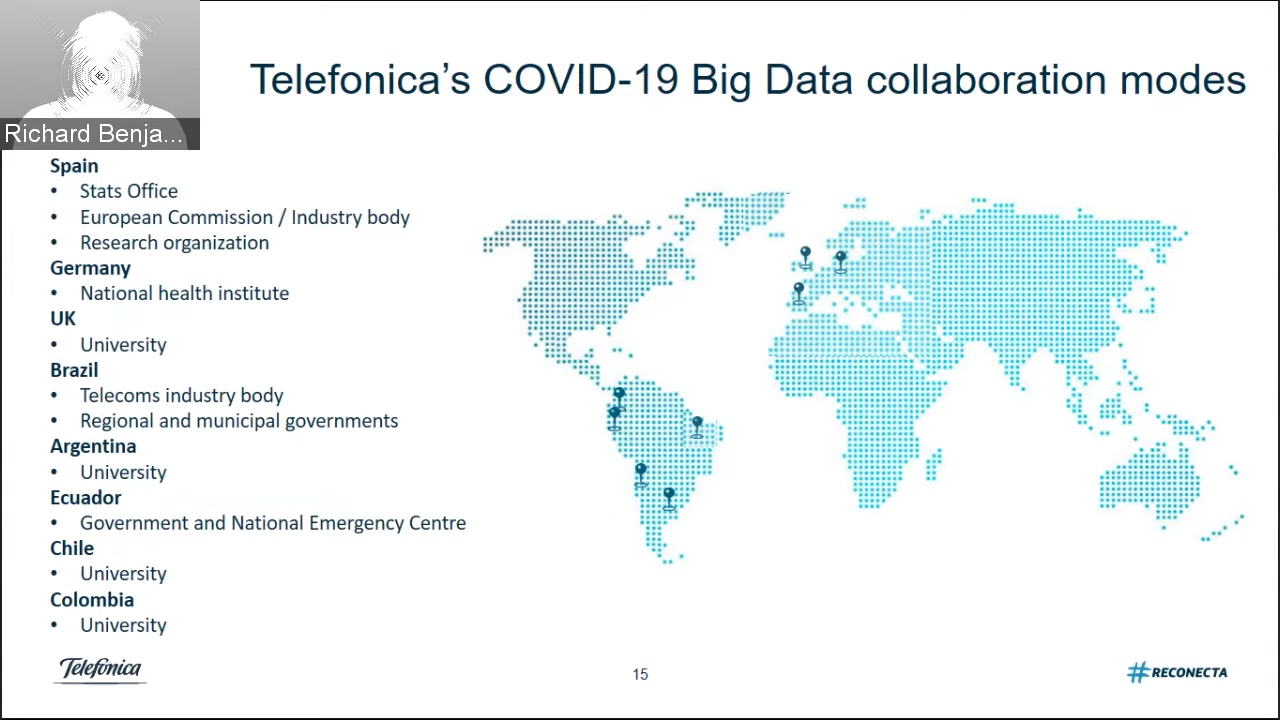 Telefonica's COVID-19 Big Data collaboration modes
Richard Benja...
Spain
• Stats Office
• European Commission / Industry body
• Research organization
Germany
• National health institute
UK
• University
Brazil
• Telecoms industry body
• Regional and municipal governments
Argentina
• University
Ecuador
• Government and National Emergency Centre
Chile
• University
Colombia
• University
Telefónica
15
#RECONECTA